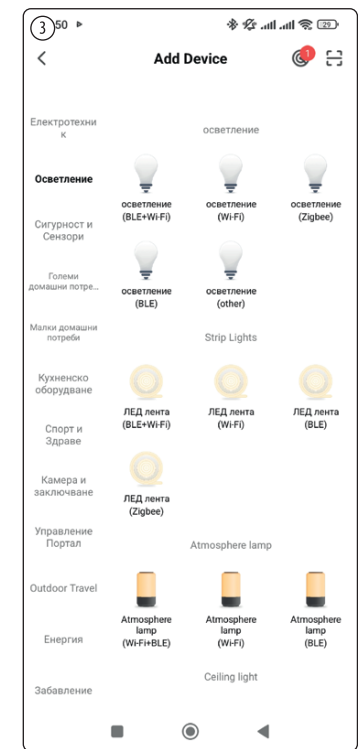 3 :50
29
Add Device
1
Електротехни
к
Осветление
Сигурност и
Сензори
Големи
домашни потре...
Малки домашни
потреби
Кухненско
оборудване
Спорт и
Здраве
Камера и
заключване
Управление
Портал
Outdoor Travel
Енергия
Забавление
осветление
осветление осветление осветление
(BLE+Wi-Fi) (Wi-Fi) (Zigbee)
осветление осветление
(BLE) (other)
Strip Lights
ЛЕД лента ЛЕД лента ЛЕД лента
(BLE+Wi-Fi) (Wi-Fi) (BLE)
ЛЕД лента
(Zigbee)
Atmosphere lamp
Atmosphere Atmosphere Atmosphere
lamp lamp lamp
(Wi-Fi+BLE) (Wi-Fi) (BLE)
Ceiling light